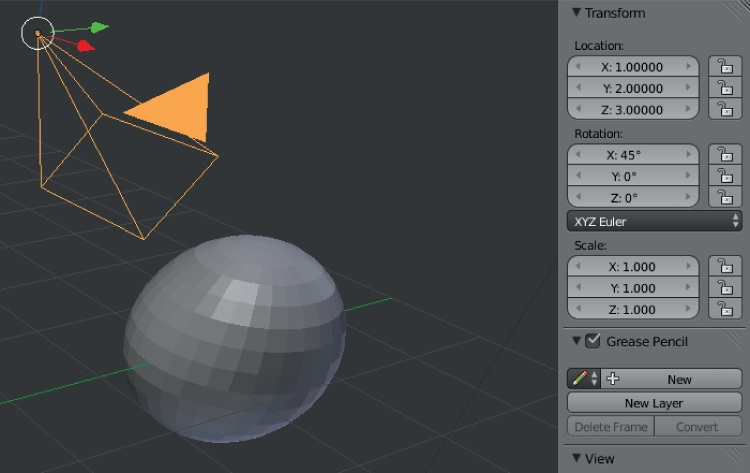 Transform
Location:
X: 1.00000
Y: 2.00000
Z: 3.00000
Rotation:
X: 45°
Y: 0°
Z: 0°
XYZ Euler
Scale:
X: 1.000
Y: 1.000
Z: 1.000
Grease Pencil
New
New Layer
Delete Frame Convert
View